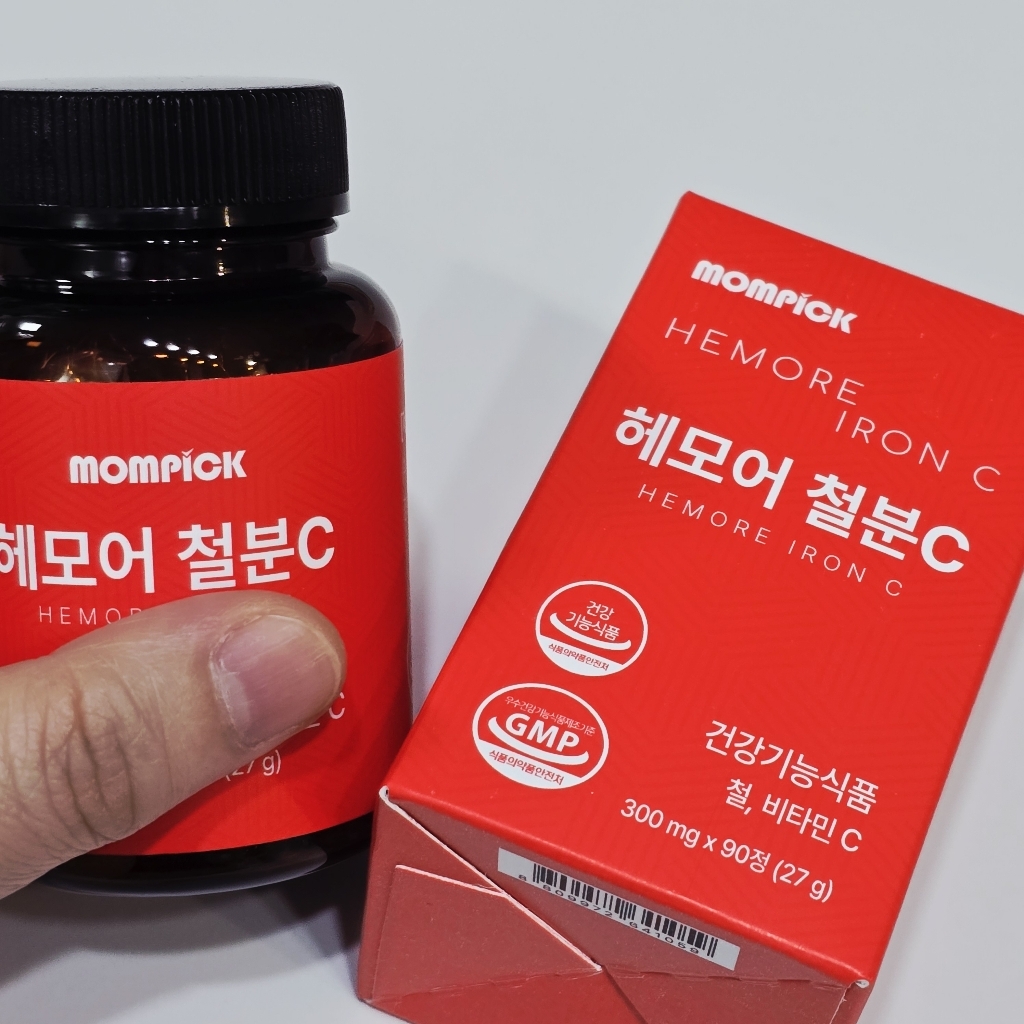 MOMPICK
헤모어 철분C
MOMPICK
HEMORE
IRON C
헤모어 철분C
HEMORE IRON C
건강
기능식품
식품의약품안전처
우수건강기능식품제조기준
GMP
식품의약품안전처
건강기능식품
철, 비타민 C
300 mg x 90정 (27 g)
C
(27 g)